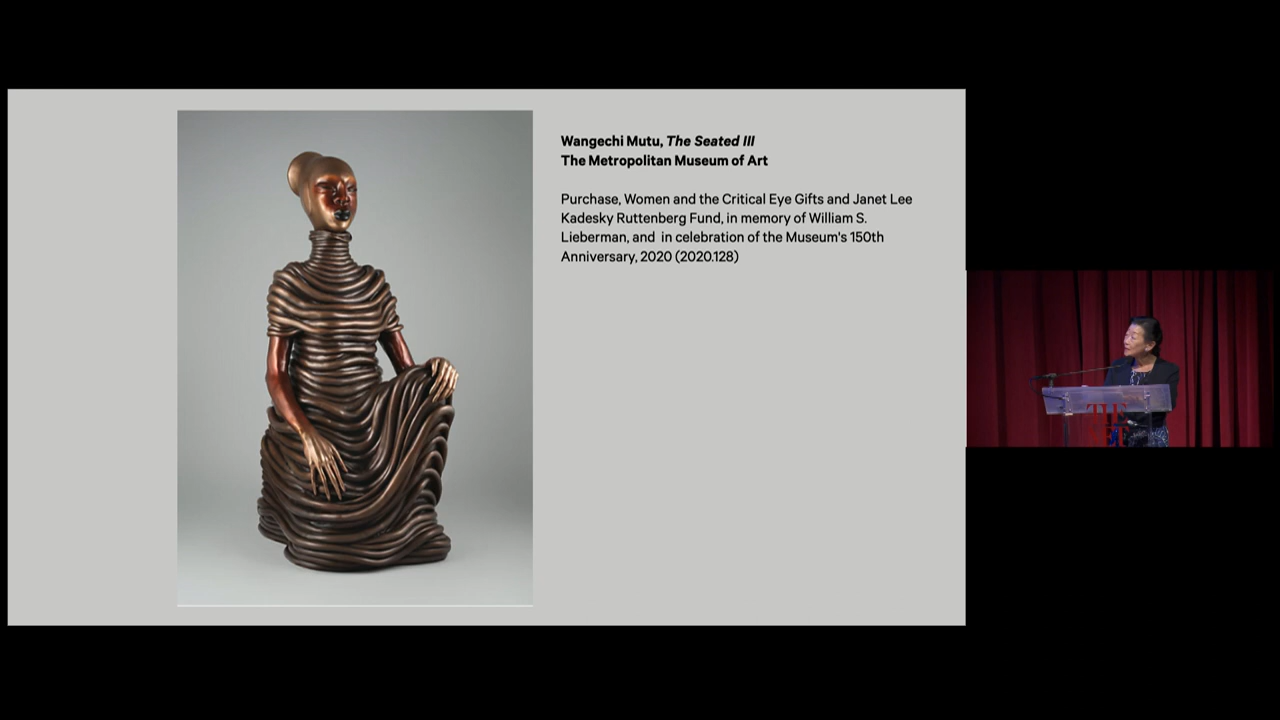 Wangechi Mutu, The Seated III
The Metropolitan Museum of Art
Purchase, Women and the Critical Eye Gifts and Janet Lee
Kadesky Ruttenberg Fund, in memory of William S.
Lieberman, and  in celebration of the Museum's 150th
Anniversary, 2020 (2020.128)
THE
MET